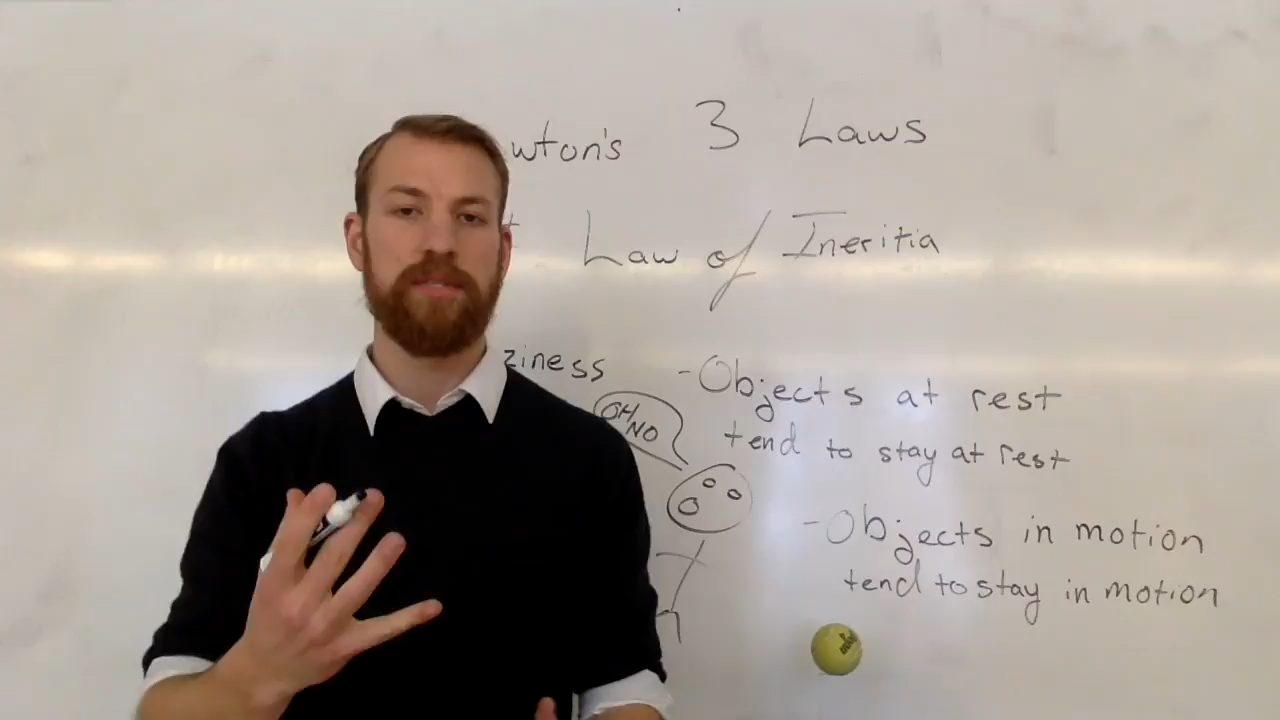 wton's 3 Laws
t Law of Ineritia
ziness
OH
NO
-Objects at rest
tend to stay at rest
-Objects in motion
tend to stay in motion